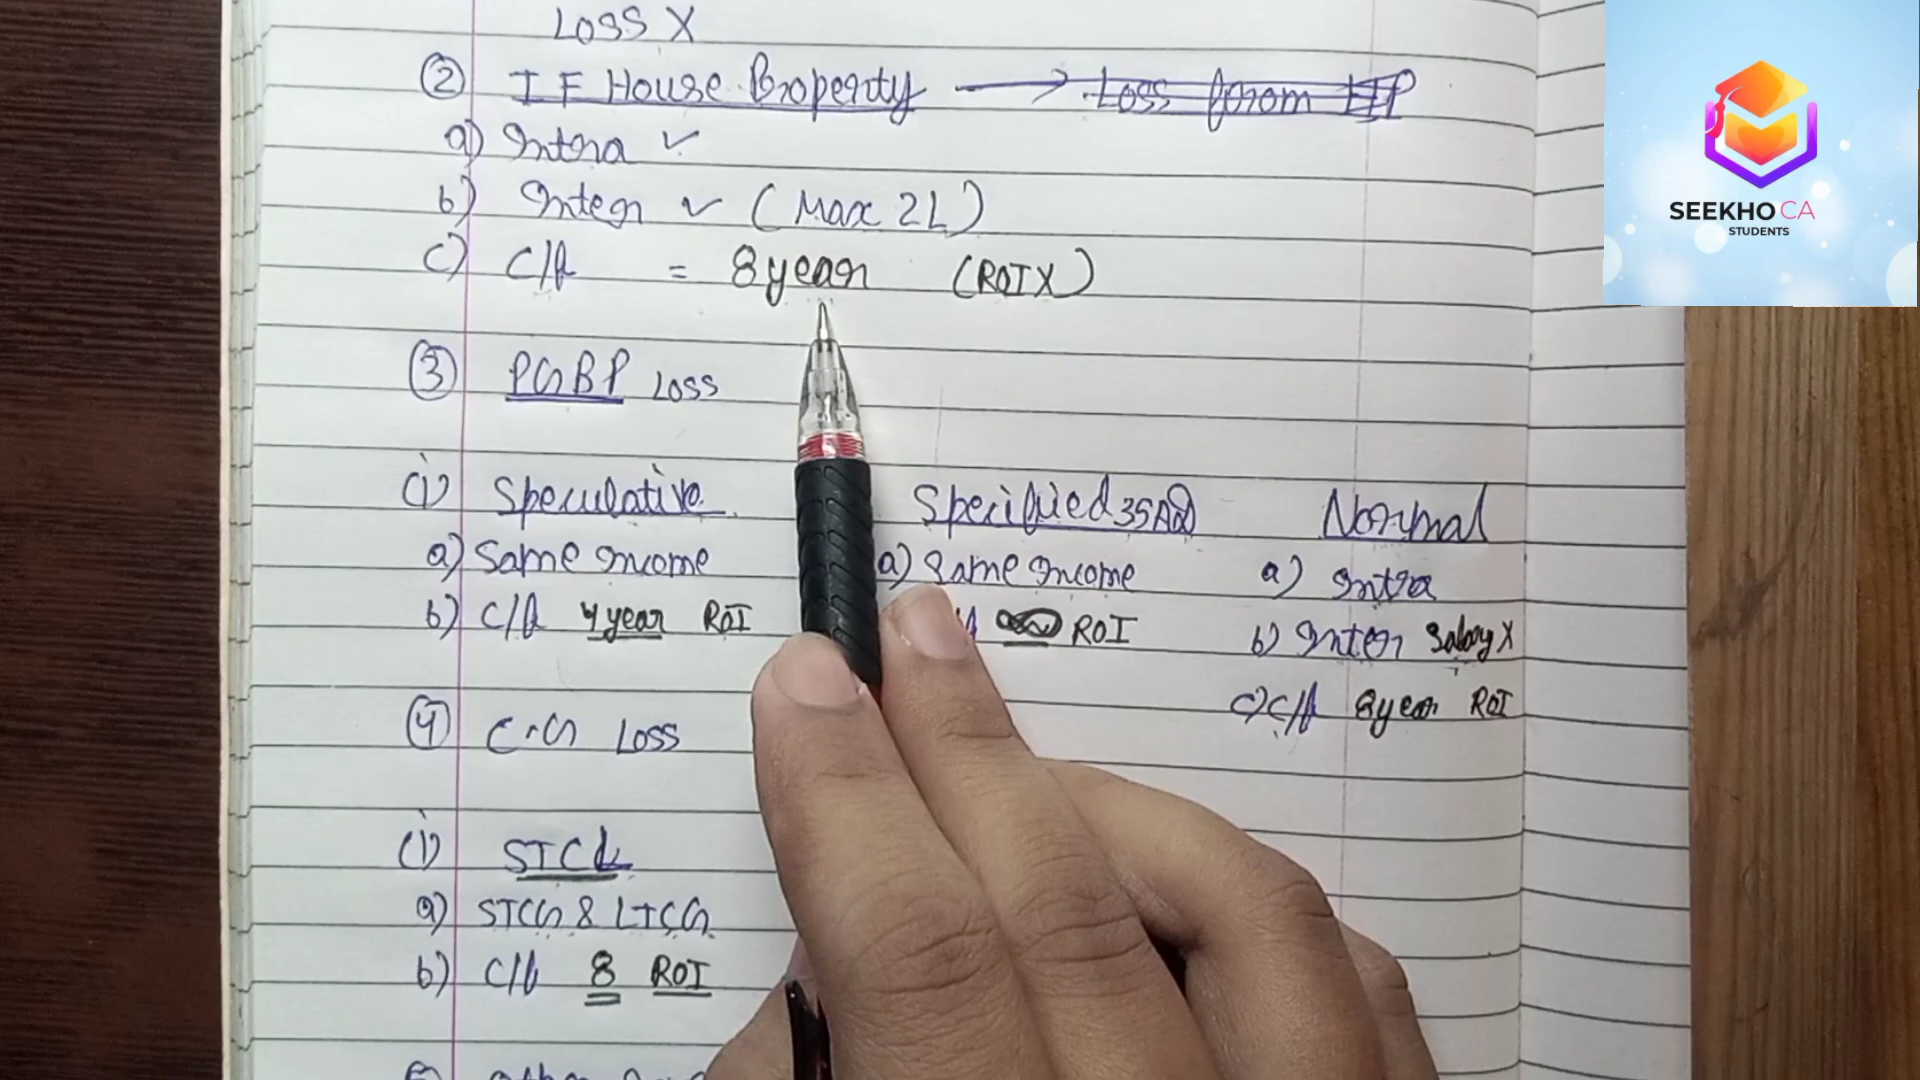 Loss X
② I F House Property → Loss from HP
a) Intra ✓
b) Inter ✓ (Max 2L)
c) C/f = 8 year (ROI X)
③ PGBP Loss
(i) Speculative Specified 35AD Normal
a) Same Income a) Same Income a) Intra
b) C/f 4 year ROI ∞ ROI b) Inter Salary X
c) C/f 8 year ROI
④ C.G Loss
(i) STCL
a) STCG & LTCG
b) C/f 8 ROI
SEEKHO CA
STUDENTS